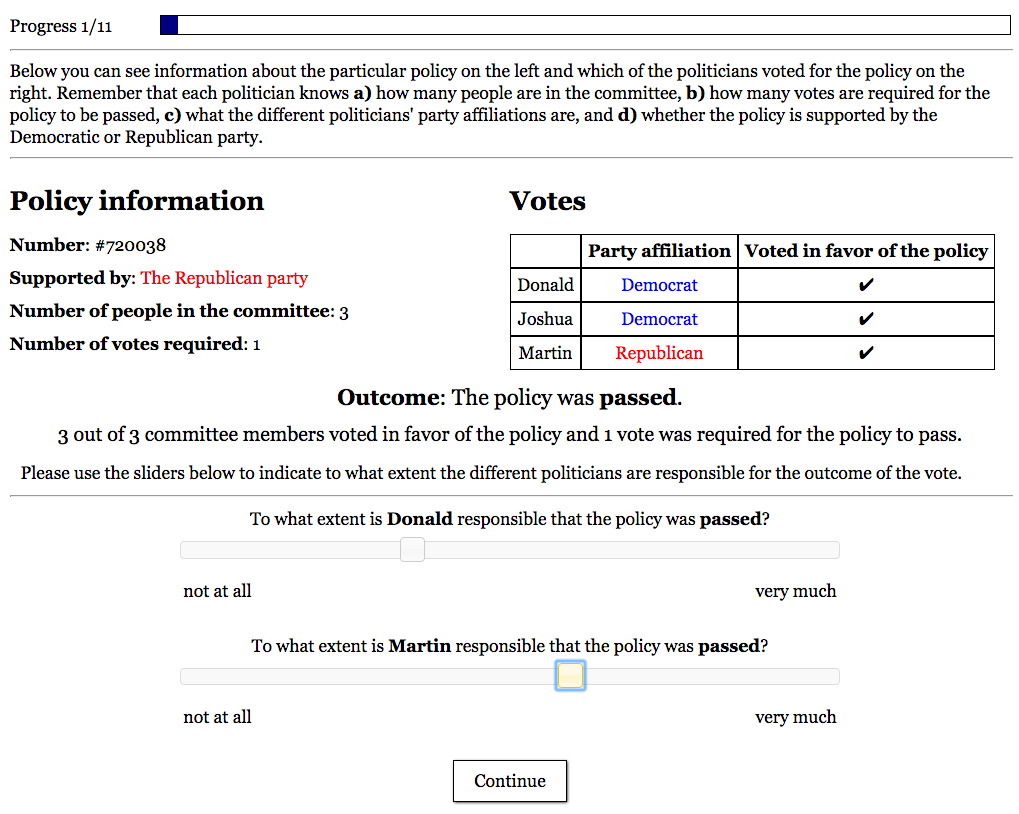 Progress 1/11
Below you can see information about the particular policy on the left and which of the politicians voted for the policy on the
right. Remember that each politician knows a) how many people are in the committee, b) how many votes are required for the
policy to be passed, c) what the different politicians' party affiliations are, and d) whether the policy is supported by the
Democratic or Republican party.
Policy information
Number: #720038
Supported by: The Republican party
Number of people in the committee: 3
Number of votes required: 1
Votes
Party affiliation Voted in favor of the policy
Donald Democrat ✔
Joshua Democrat ✔
Martin Republican ✔
Outcome: The policy was passed.
3 out of 3 committee members voted in favor of the policy and 1 vote was required for the policy to pass.
Please use the sliders below to indicate to what extent the different politicians are responsible for the outcome of the vote.
To what extent is Donald responsible that the policy was passed?
not at all very much
To what extent is Martin responsible that the policy was passed?
not at all very much
Continue